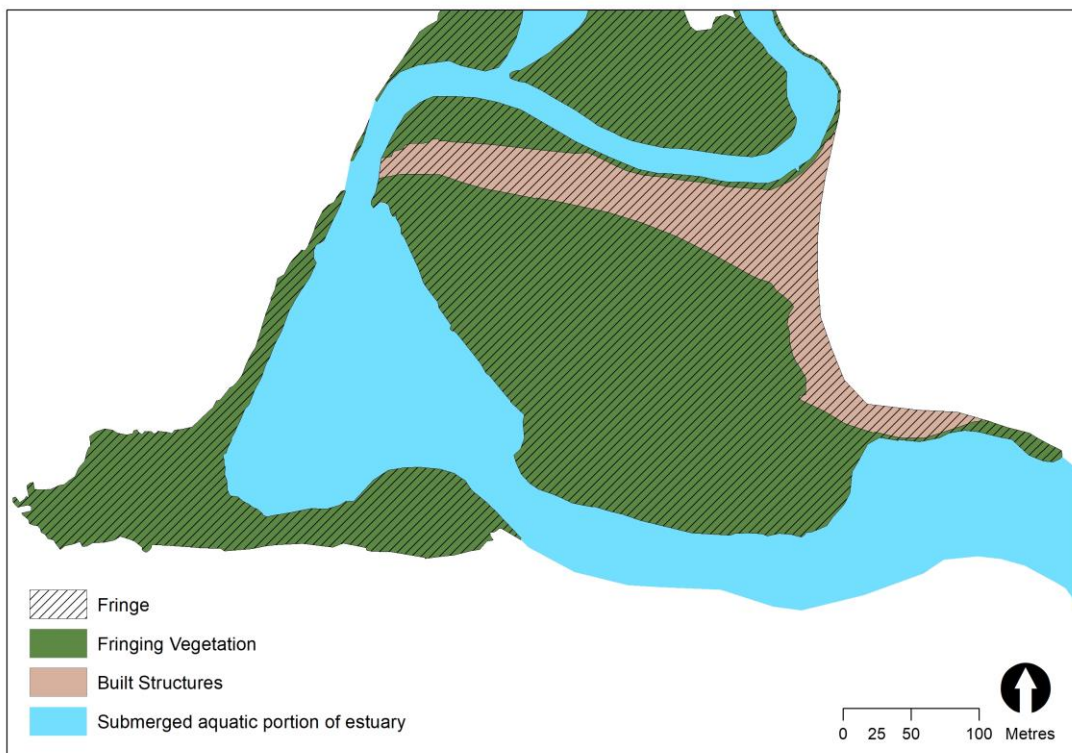 Fringe
Fringing Vegetation
Built Structures
Submerged aquatic portion of estuary
0 25 50 100 Metres